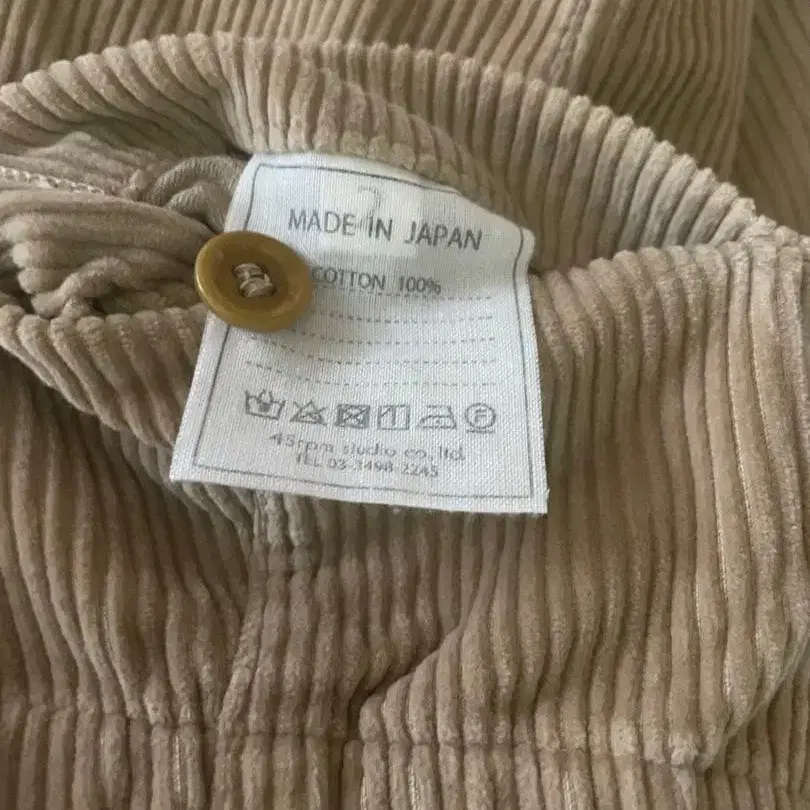 MADE IN JAPAN
COTTON 100%
45rpm studio co., ltd.
TEL 03-3498-2245